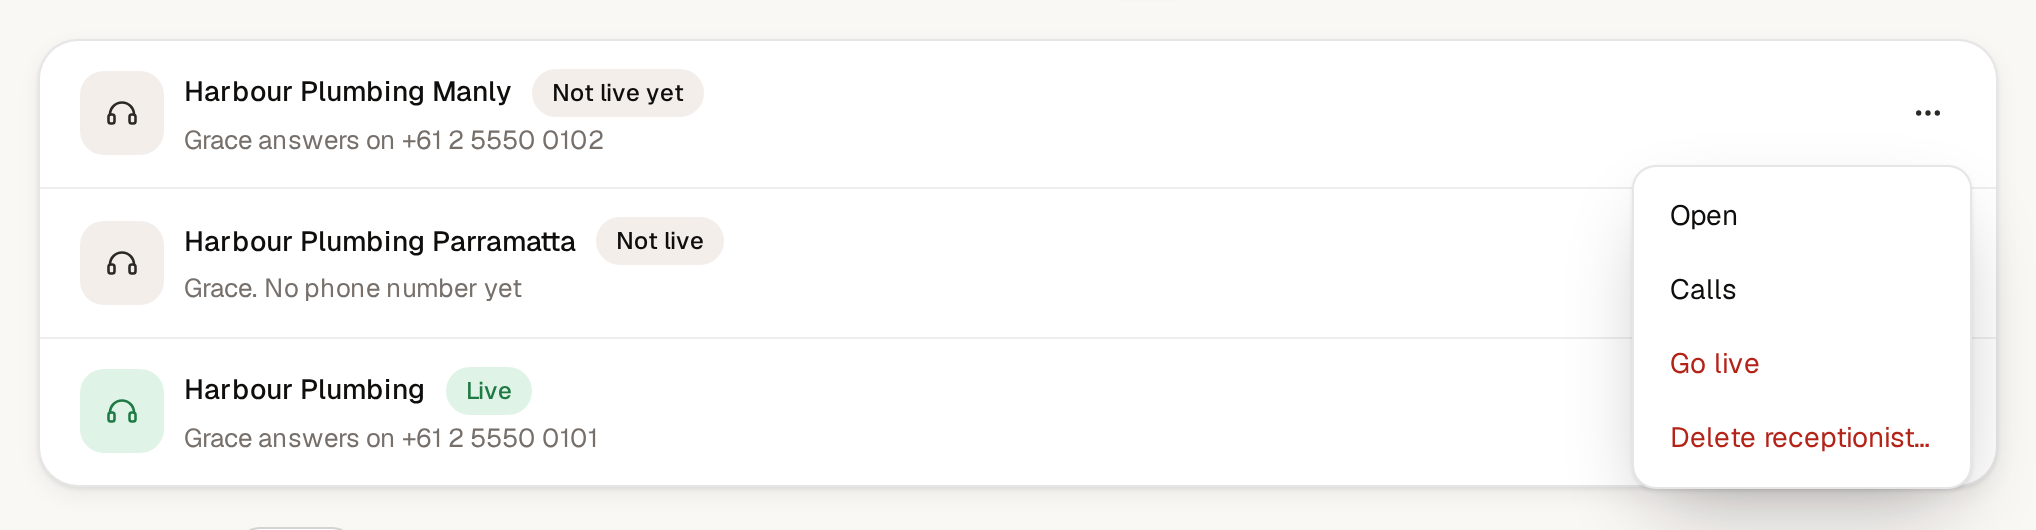 Harbour Plumbing Manly
Not live yet
Grace answers on +61 2 5550 0102
Harbour Plumbing Parramatta
Not live
Grace. No phone number yet
Harbour Plumbing
Live
Grace answers on +61 2 5550 0101
Open
Calls
Go live
Delete receptionist...